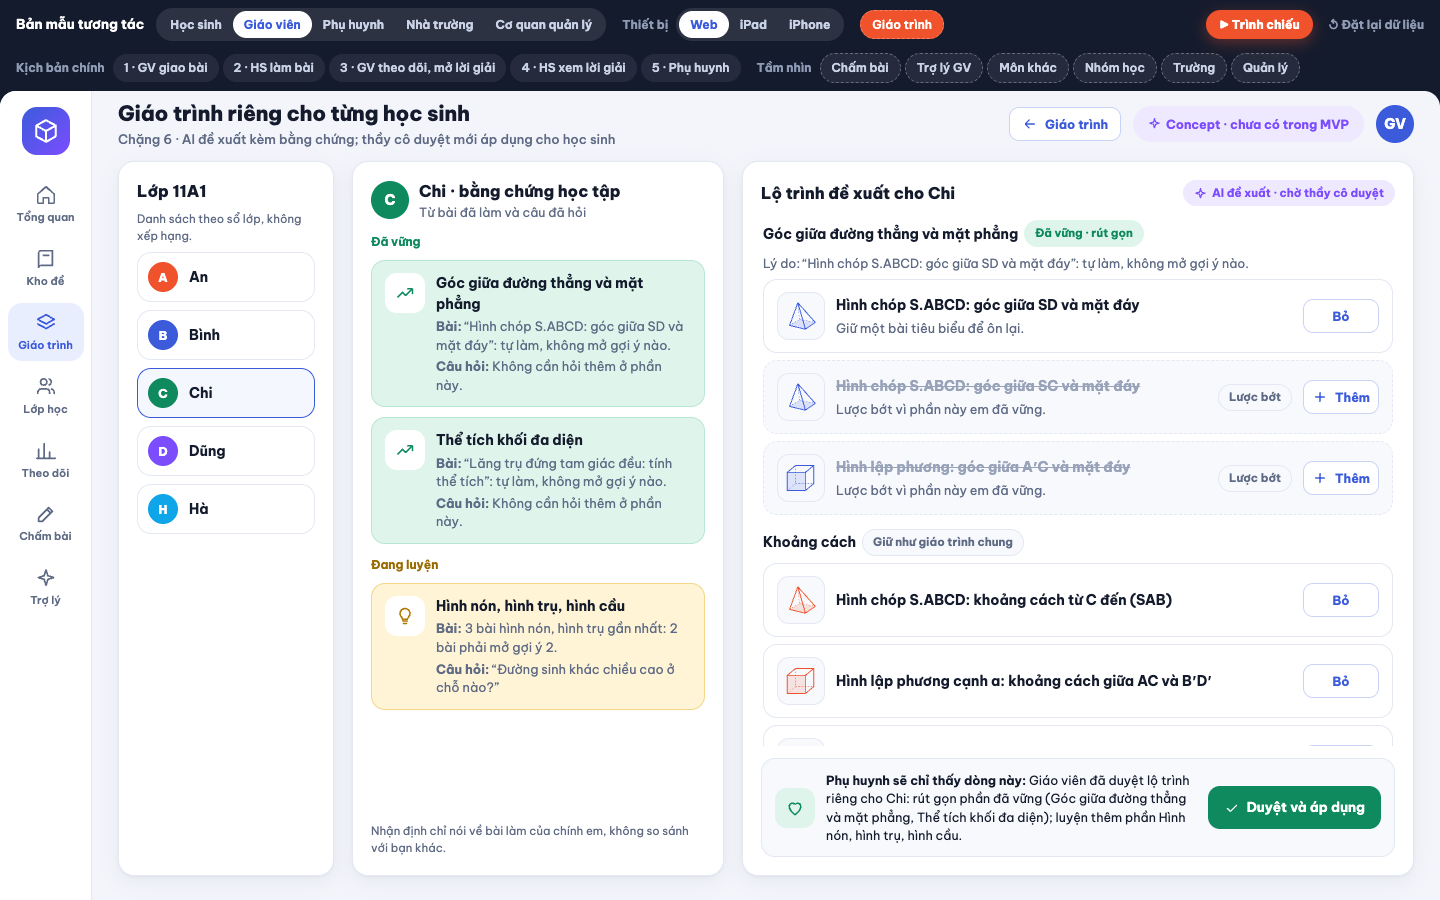 Bản mẫu tương tác
Học sinh
Giáo viên
Phụ huynh
Nhà trường
Cơ quan quản lý
Thiết bị
Web
iPad
iPhone
Giáo trình
Trình chiếu
Đặt lại dữ liệu
Kịch bản chính
1 · GV giao bài
2 · HS làm bài
3 · GV theo dõi, mở lời giải
4 · HS xem lời giải
5 · Phụ huynh
Tầm nhìn
Chấm bài
Trợ lý GV
Môn khác
Nhóm học
Trường
Quản lý
Tổng quan
Kho đề
Giáo trình
Lớp học
Theo dõi
Chấm bài
Trợ lý
Giáo trình riêng cho từng học sinh
Chặng 6 · AI đề xuất kèm bằng chứng; thầy cô duyệt mới áp dụng cho học sinh
Giáo trình
Concept · chưa có trong MVP
GV
Lớp 11A1
Danh sách theo sổ lớp, không
xếp hạng.
A An
B Bình
C Chi
D Dũng
H Hà
C
Chi · bằng chứng học tập
Từ bài đã làm và câu đã hỏi
Đã vững
Góc giữa đường thẳng và mặt
phẳng
Bài: “Hình chóp S.ABCD: góc giữa SD và
mặt đáy”: tự làm, không mở gợi ý nào.
Câu hỏi: Không cần hỏi thêm ở phần
này.
Thể tích khối đa diện
Bài: “Lăng trụ đứng tam giác đều: tính
thể tích”: tự làm, không mở gợi ý nào.
Câu hỏi: Không cần hỏi thêm ở phần
này.
Đang luyện
Hình nón, hình trụ, hình cầu
Bài: 3 bài hình nón, hình trụ gần nhất: 2
bài phải mở gợi ý 2.
Câu hỏi: “Đường sinh khác chiều cao ở
chỗ nào?”
Nhận định chỉ nói về bài làm của chính em, không so sánh
với bạn khác.
Lộ trình đề xuất cho Chi
AI đề xuất · chờ thầy cô duyệt
Góc giữa đường thẳng và mặt phẳng
Đã vững · rút gọn
Lý do: “Hình chóp S.ABCD: góc giữa SD và mặt đáy”: tự làm, không mở gợi ý nào.
Hình chóp S.ABCD: góc giữa SD và mặt đáy
Giữ một bài tiêu biểu để ôn lại.
Bỏ
Hình chóp S.ABCD: góc giữa SC và mặt đáy
Lược bớt vì phần này em đã vững.
Lược bớt
Thêm
Hình lập phương: góc giữa A’C và mặt đáy
Lược bớt vì phần này em đã vững.
Lược bớt
Thêm
Khoảng cách
Giữ như giáo trình chung
Hình chóp S.ABCD: khoảng cách từ C đến (SAB)
Bỏ
Hình lập phương cạnh a: khoảng cách giữa AC và B’D’
Bỏ
Phụ huynh sẽ chỉ thấy dòng này: Giáo viên đã duyệt lộ trình
riêng cho Chi: rút gọn phần đã vững (Góc giữa đường thẳng
và mặt phẳng, Thể tích khối đa diện); luyện thêm phần Hình
nón, hình trụ, hình cầu.
Duyệt và áp dụng